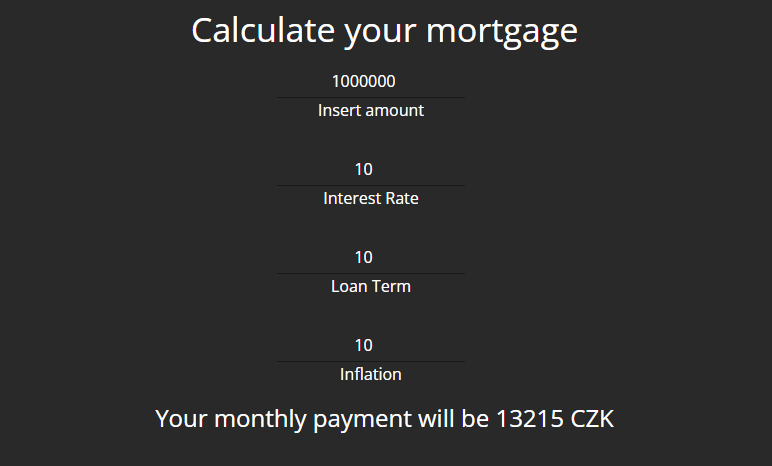 Calculate your mortgage
1000000
Insert amount
10
Interest Rate
10
Loan Term
10
Inflation
Your monthly payment will be 13215 CZK